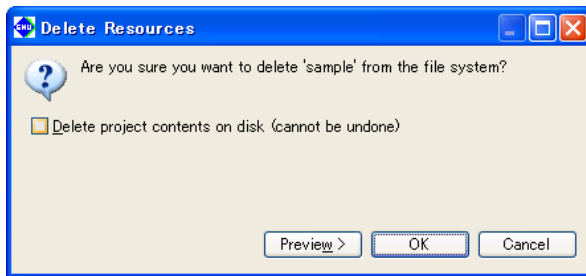 GNU
Delete Resources
Are you sure you want to delete 'sample' from the file system?
Delete project contents on disk (cannot be undone)
Preview >
OK
Cancel